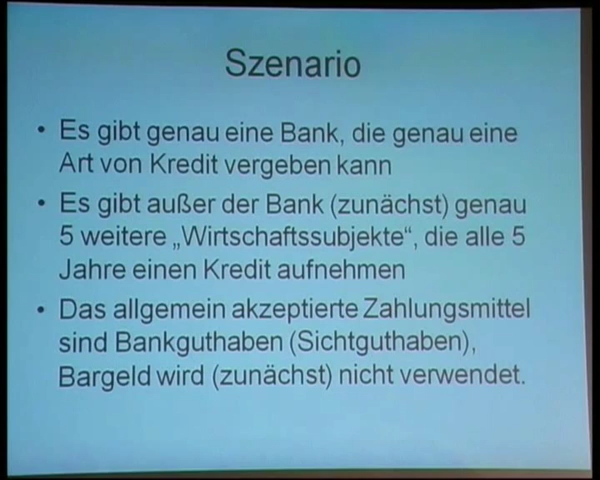 Szenario
• Es gibt genau eine Bank, die genau eine
Art von Kredit vergeben kann
• Es gibt außer der Bank (zunächst) genau
5 weitere „Wirtschaftssubjekte“, die alle 5
Jahre einen Kredit aufnehmen
• Das allgemein akzeptierte Zahlungsmittel
sind Bankguthaben (Sichtguthaben),
Bargeld wird (zunächst) nicht verwendet.